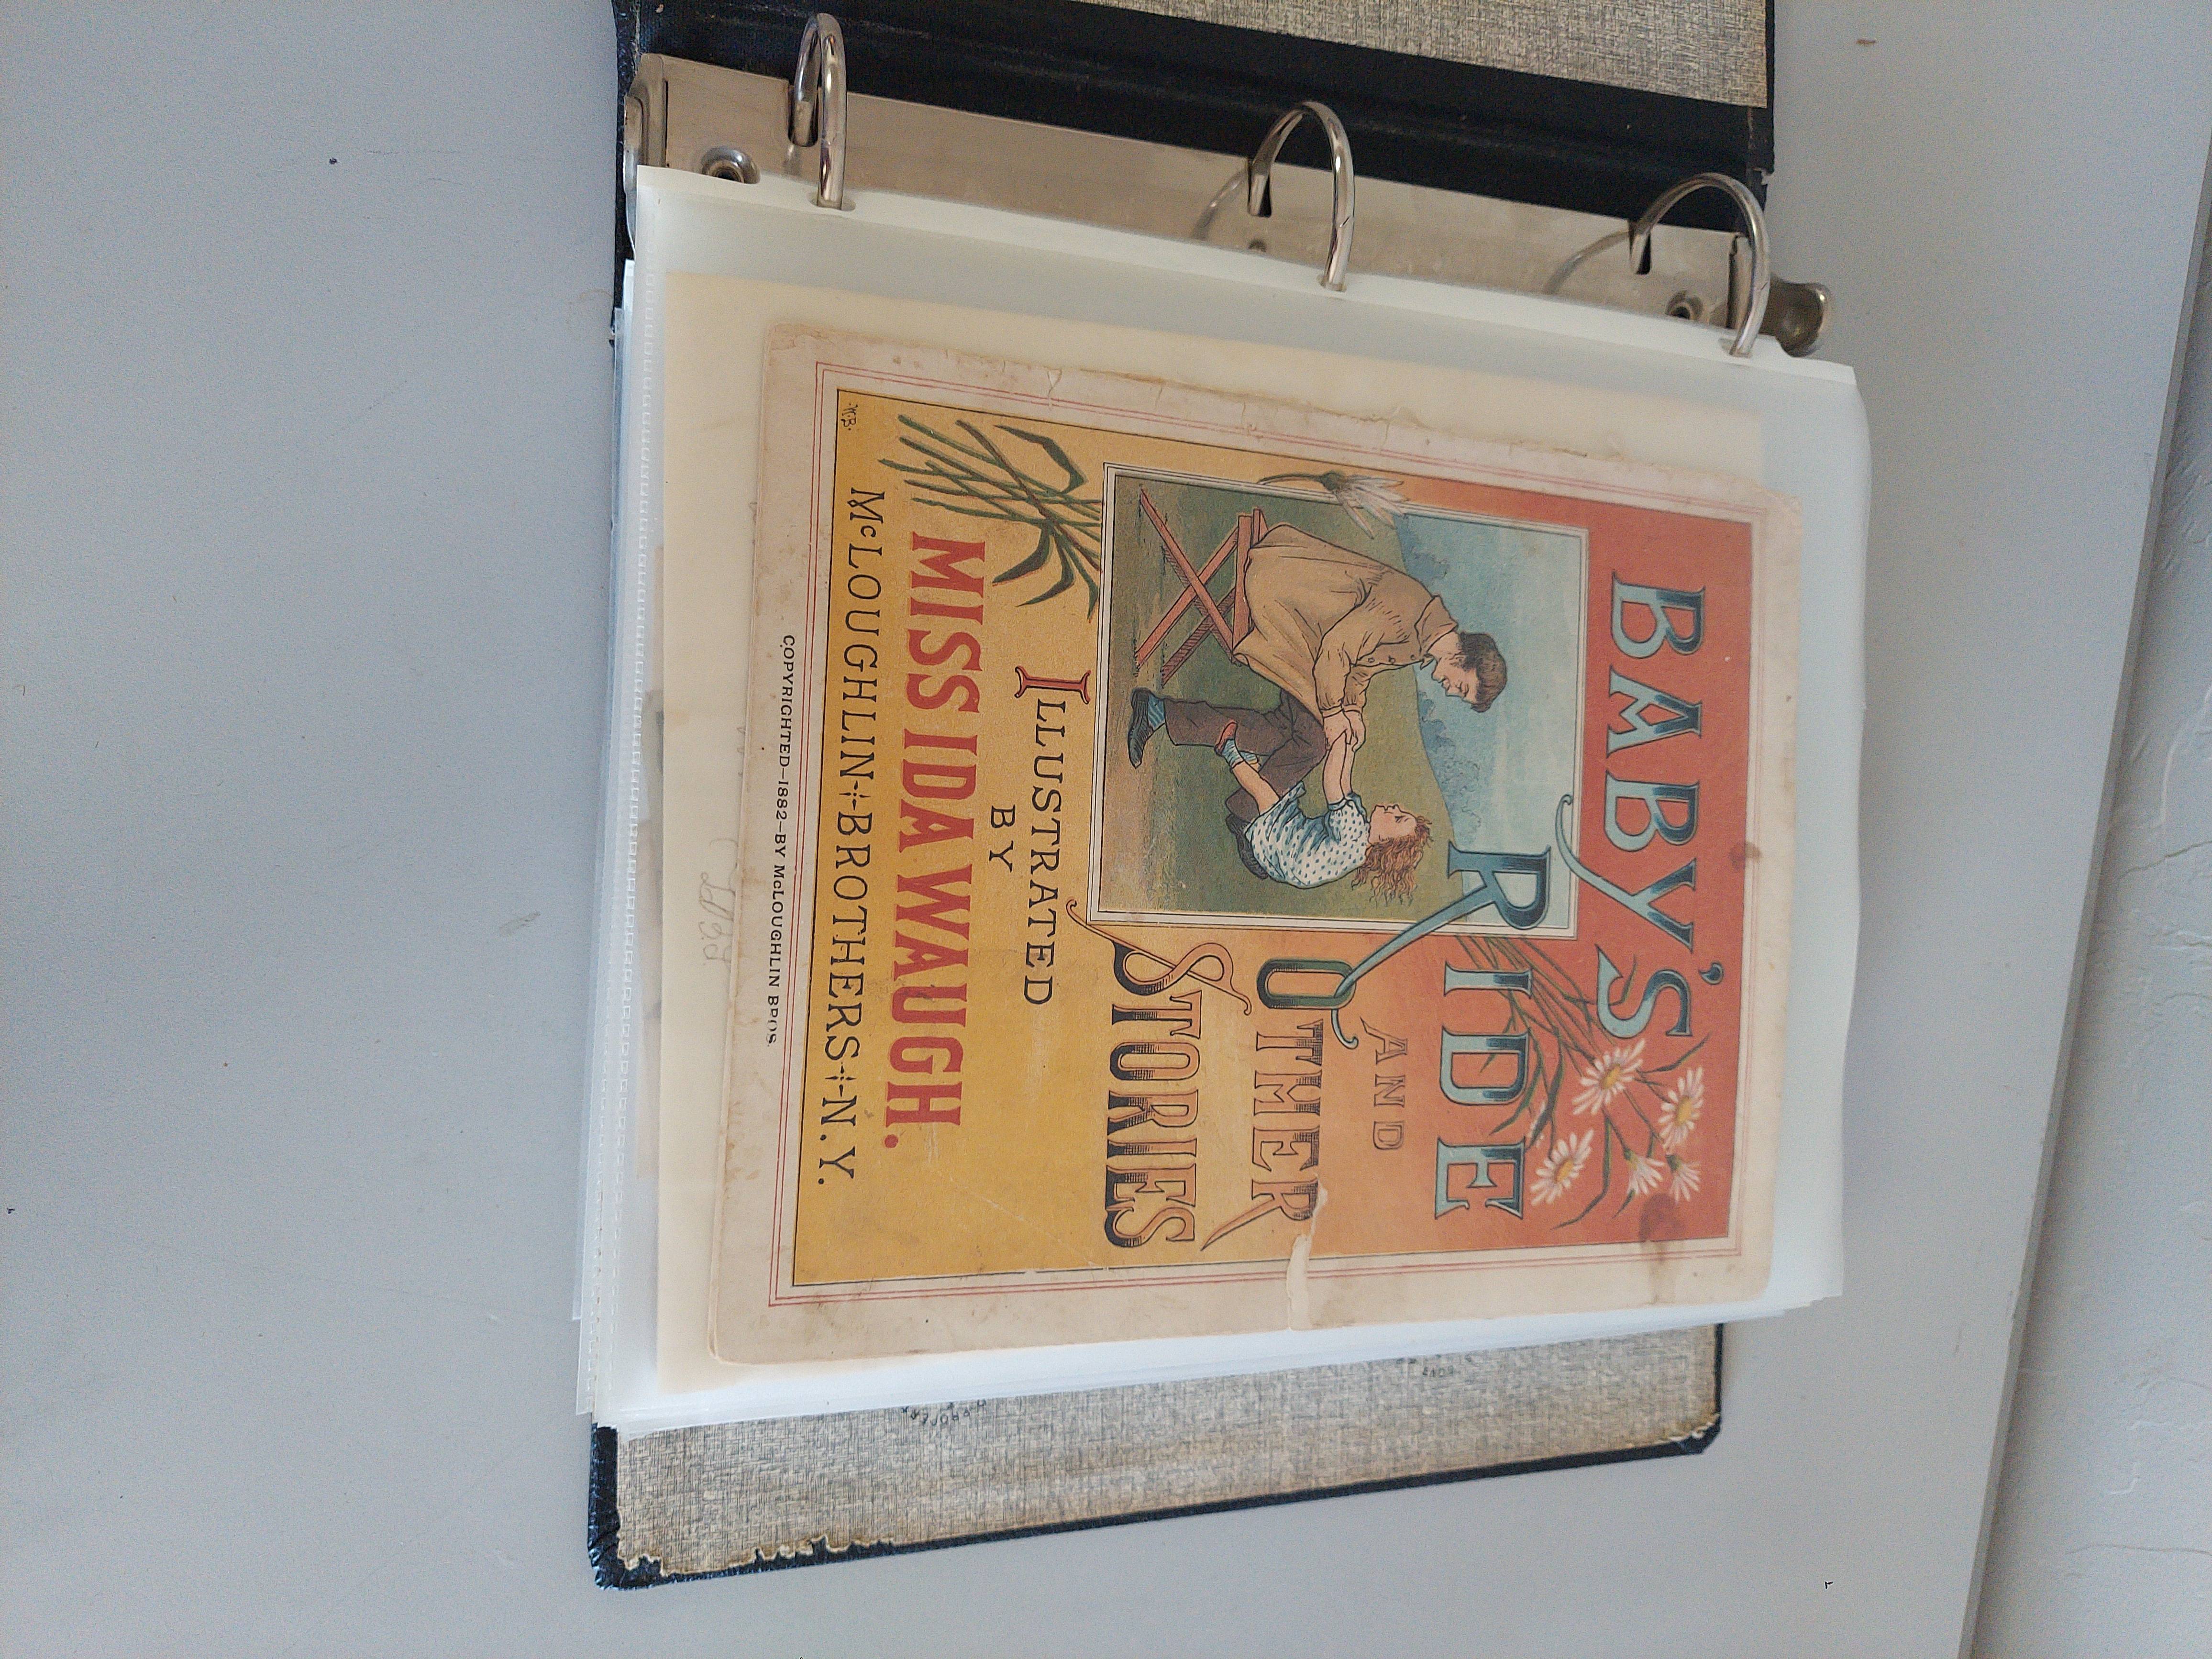 BABY'S
RIDE
AND
OTHER
STORIES
ILLUSTRATED
BY
MISS IDA WAUGH.
McLOUGHLIN BROTHERS N.Y.
W.B.
COPYRIGHTED-1882-BY McLOUGHLIN BROS.